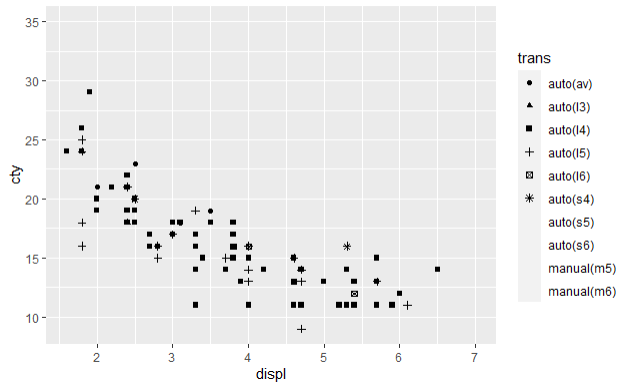 35
30
25
20
15
10
cty
2
3
4
5
6
7
displ
trans
auto(av)
auto(l3)
auto(l4)
auto(l5)
auto(l6)
auto(s4)
auto(s5)
auto(s6)
manual(m5)
manual(m6)